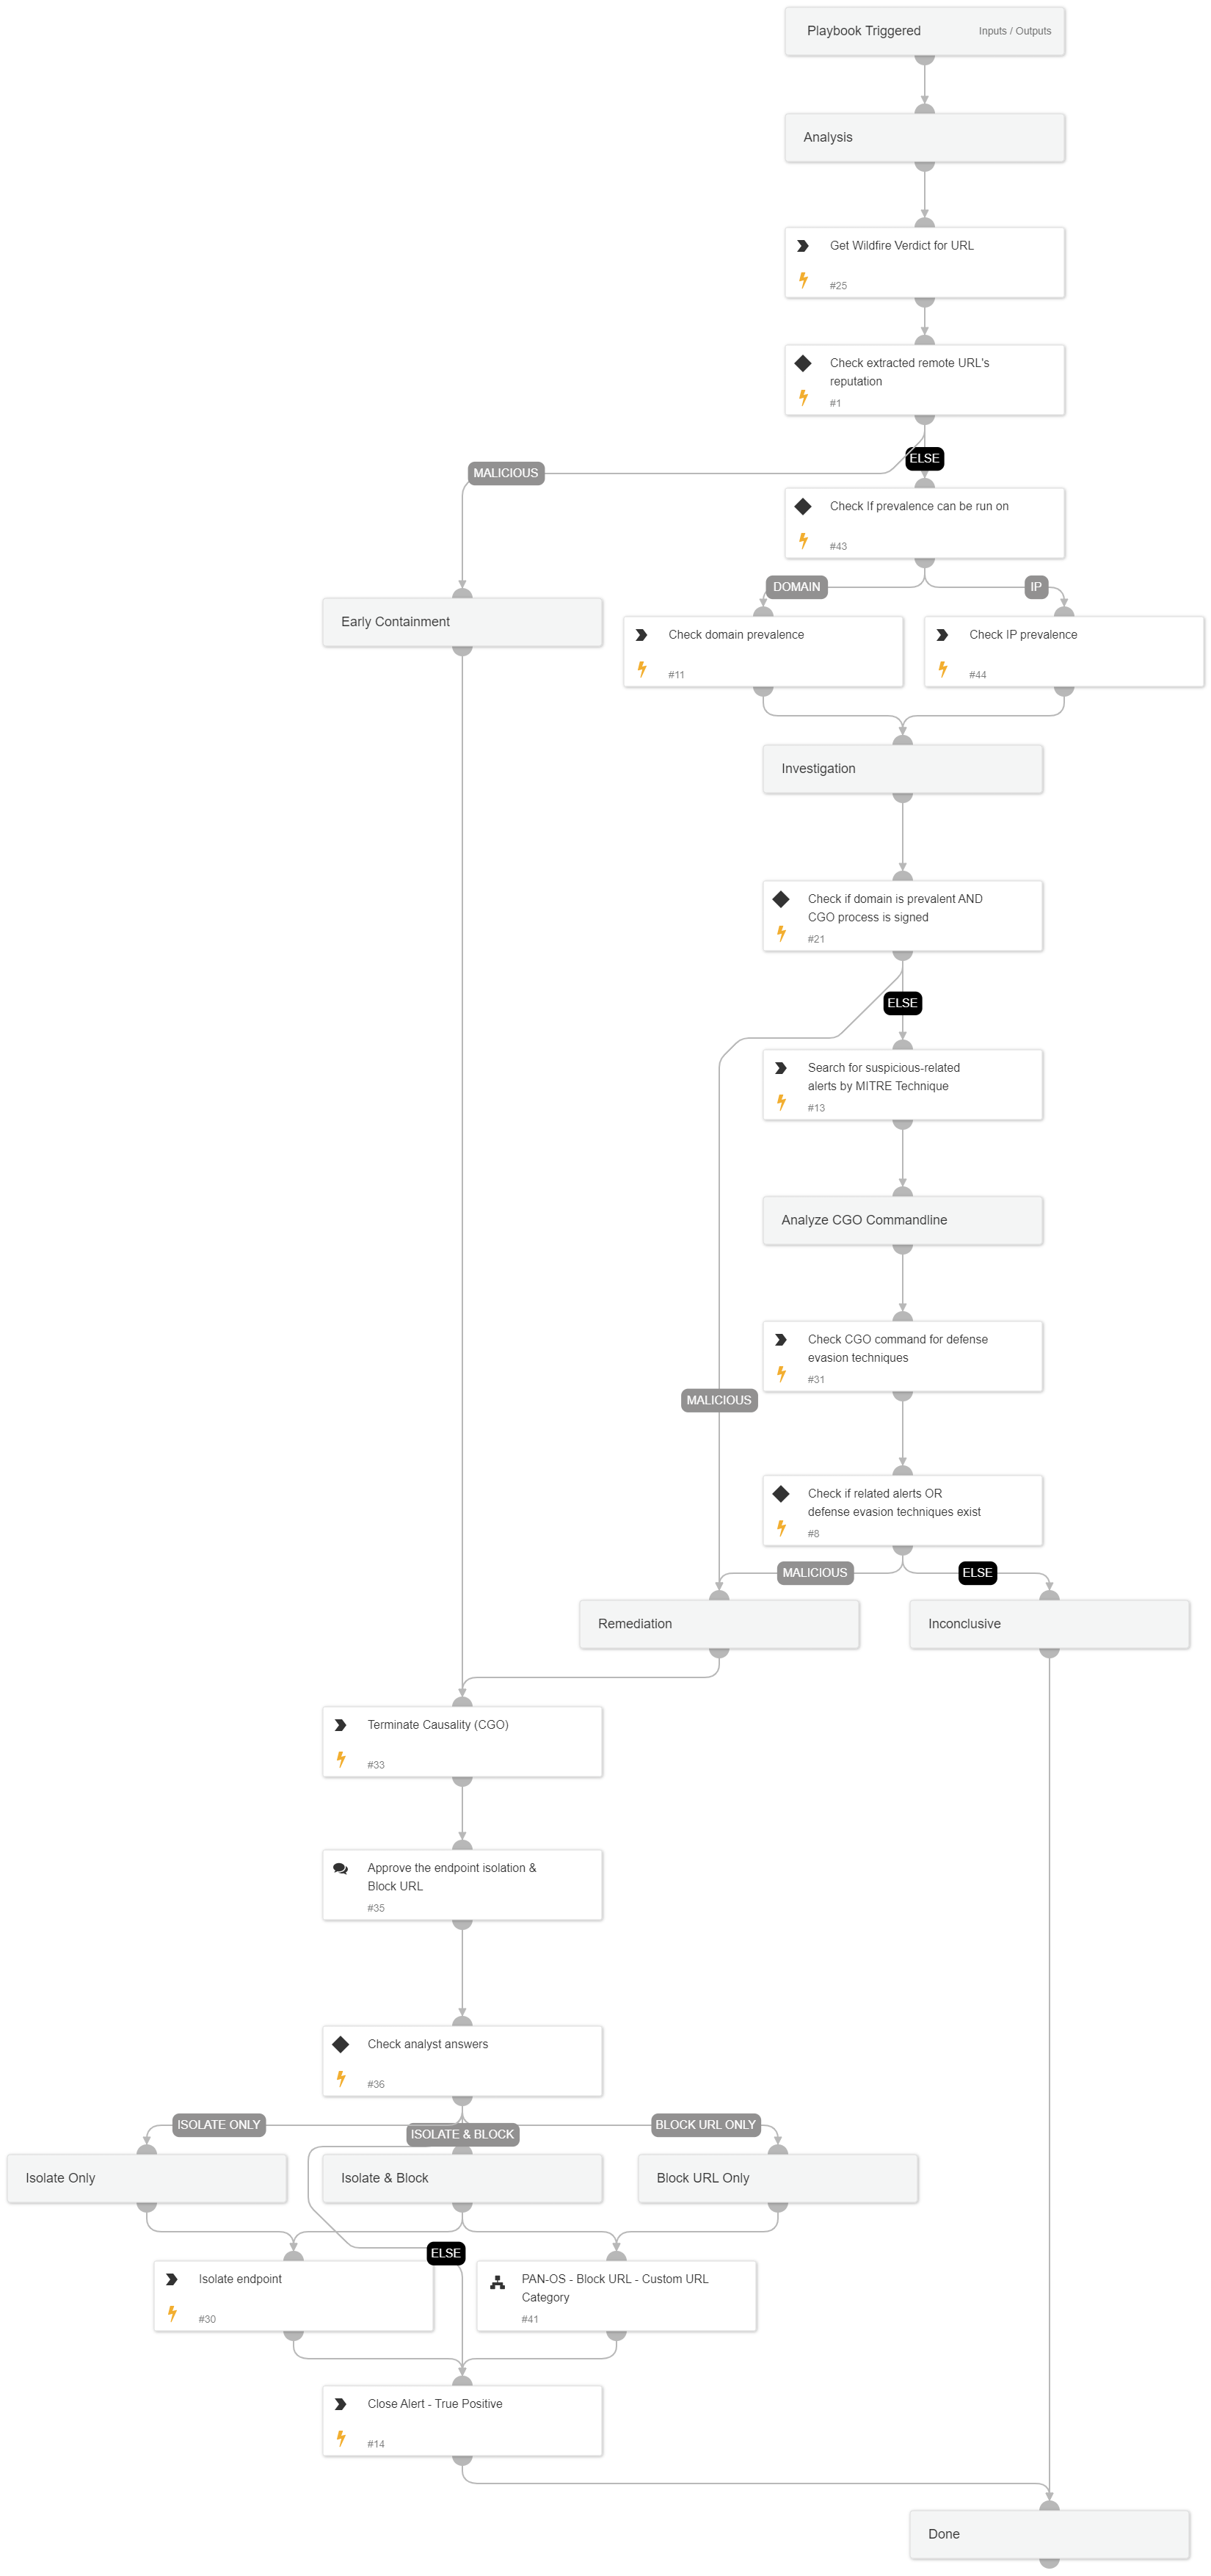 Playbook Triggered
Inputs / Outputs
Analysis
Get Wildfire Verdict for URL
#25
Check extracted remote URL's
reputation
#1
ELSE
MALICIOUS
Check If prevalence can be run on
#43
DOMAIN
IP
Early Containment
Check domain prevalence
#11
Check IP prevalence
#44
Investigation
Check if domain is prevalent AND
CGO process is signed
#21
ELSE
Search for suspicious-related
alerts by MITRE Technique
#13
Analyze CGO Commandline
Check CGO command for defense
evasion techniques
#31
MALICIOUS
Check if related alerts OR
defense evasion techniques exist
#8
MALICIOUS
ELSE
Remediation
Inconclusive
Terminate Causality (CGO)
#33
Approve the endpoint isolation &
Block URL
#35
Check analyst answers
#36
ISOLATE ONLY
ISOLATE & BLOCK
BLOCK URL ONLY
Isolate Only
Isolate & Block
Block URL Only
ELSE
Isolate endpoint
#30
PAN-OS - Block URL - Custom URL
Category
#41
Close Alert - True Positive
#14
Done